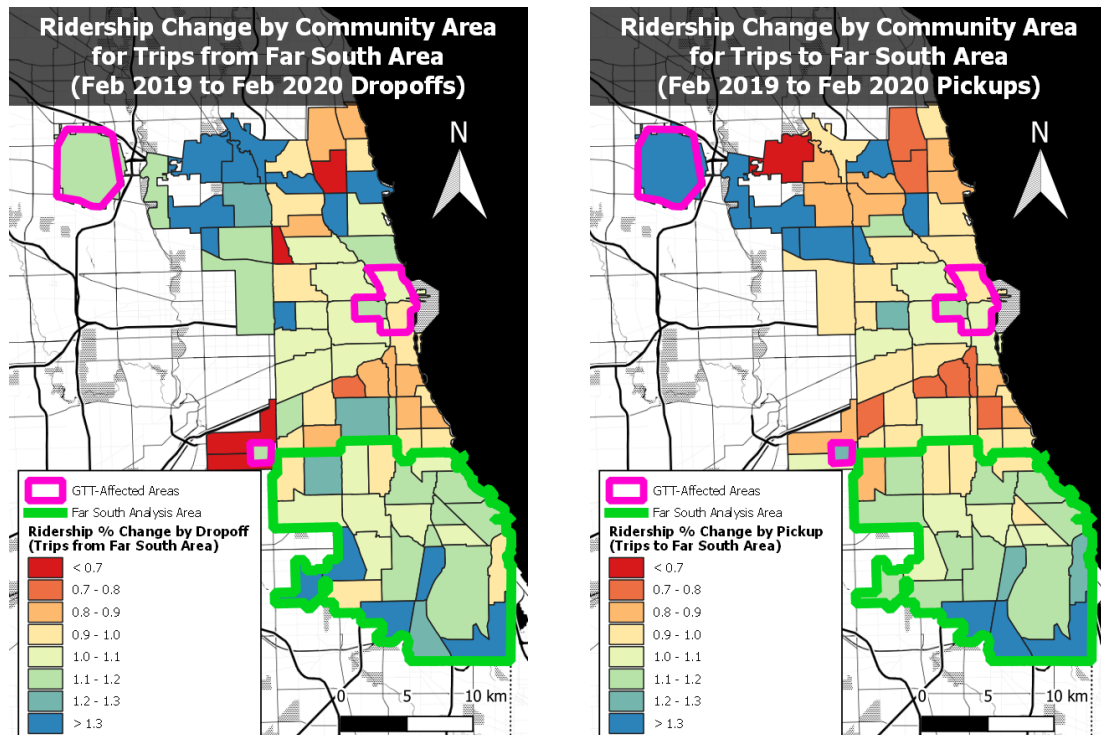 Ridership Change by Community Area
for Trips from Far South Area
(Feb 2019 to Feb 2020 Dropoffs)
N
GTT-Affected Areas
Far South Analysis Area
Ridership % Change by Dropoff
(Trips from Far South Area)
< 0.7
0.7 - 0.8
0.8 - 0.9
0.9 - 1.0
1.0 - 1.1
1.1 - 1.2
1.2 - 1.3
> 1.3
0 5 10 km
Ridership Change by Community Area
for Trips to Far South Area
(Feb 2019 to Feb 2020 Pickups)
N
GTT-Affected Areas
Far South Analysis Area
Ridership % Change by Pickup
(Trips to Far South Area)
< 0.7
0.7 - 0.8
0.8 - 0.9
0.9 - 1.0
1.0 - 1.1
1.1 - 1.2
1.2 - 1.3
> 1.3
0 5 10 km